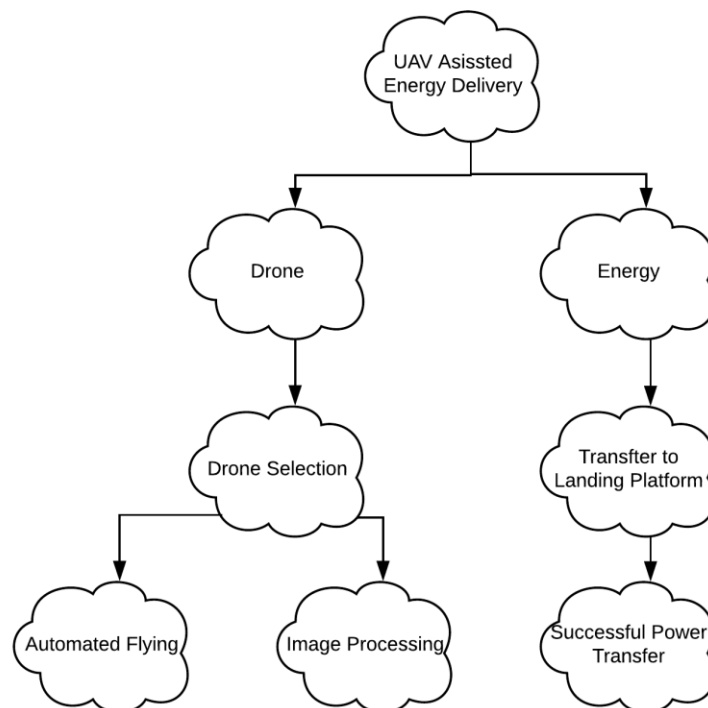 UAV Asissted
Energy Delivery
Drone
Energy
Drone Selection
Transfter to
Landing Platform
Automated Flying
Image Processing
Successful Power
Transfer